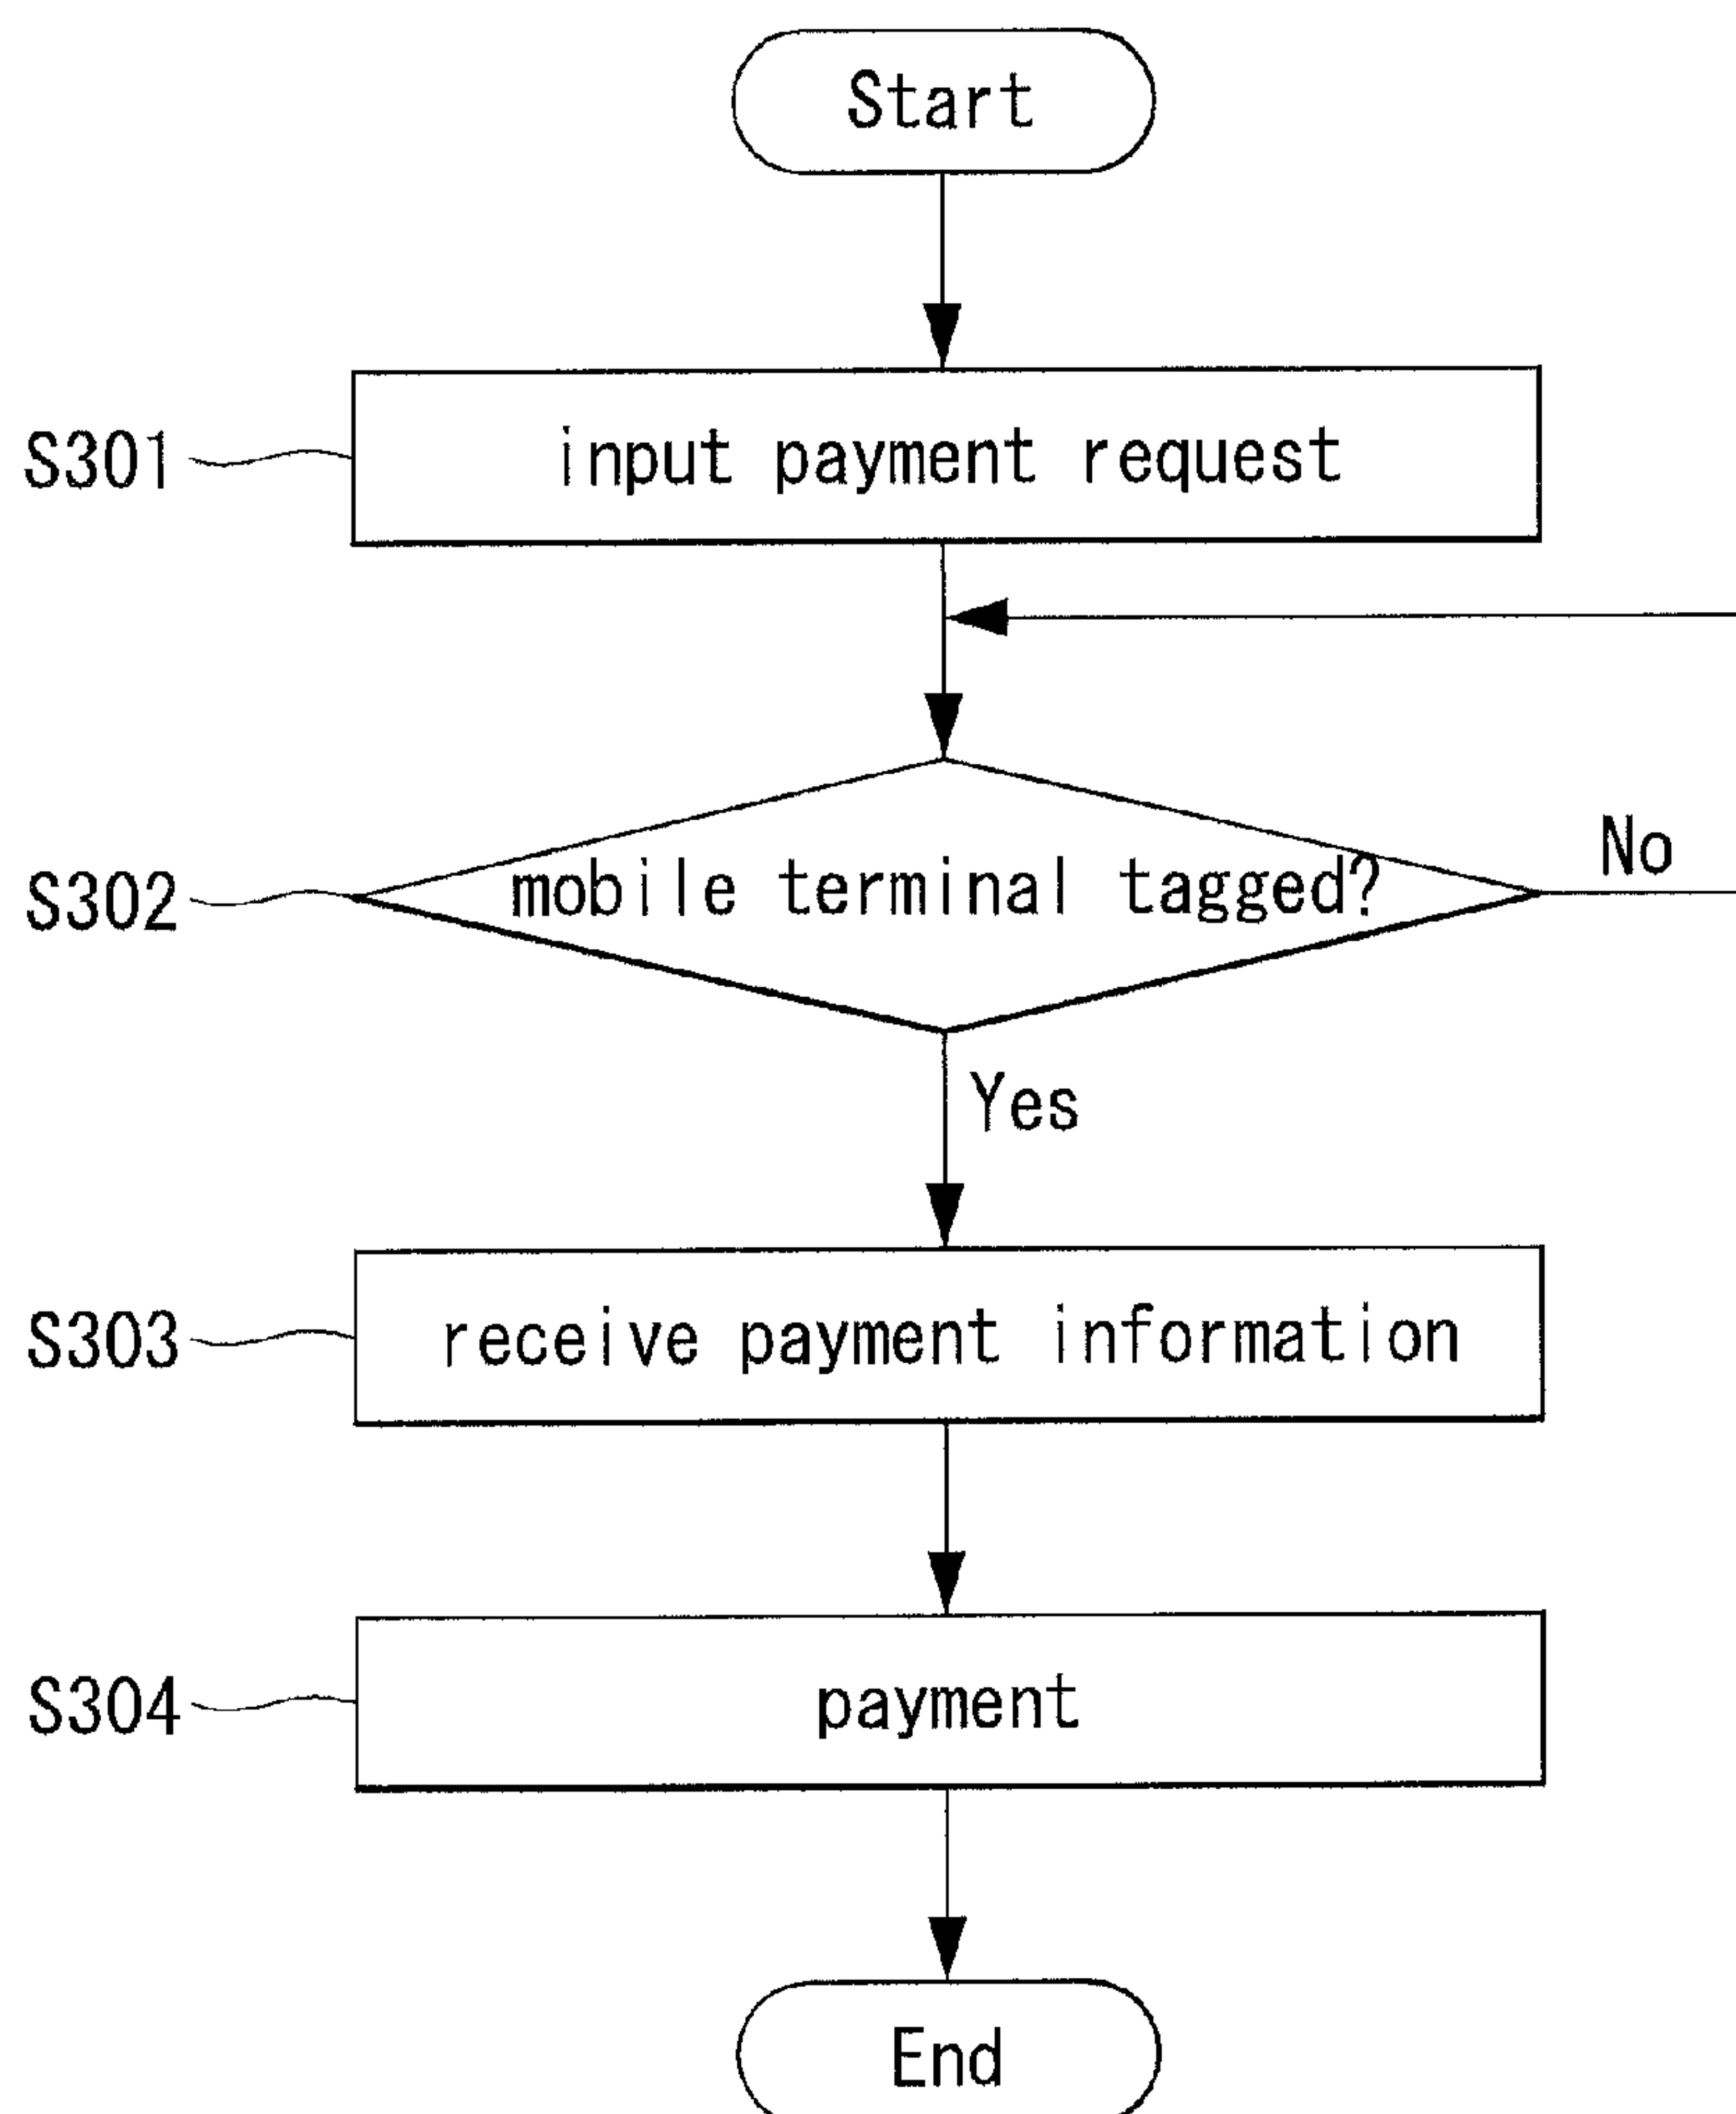 Start
S301
input payment request
S302
mobile terminal tagged?
No
Yes
S303
receive payment information
S304
payment
End